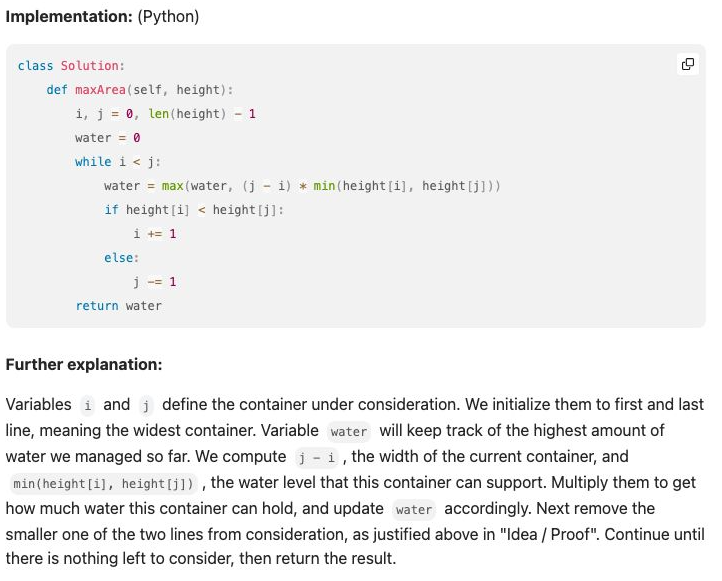 Implementation: (Python)
class Solution:
    def maxArea(self, height):
        i, j = 0, len(height) - 1
        water = 0
        while i < j:
            water = max(water, (j - i) * min(height[i], height[j]))
            if height[i] < height[j]:
                i += 1
            else:
                j -= 1
        return water
Further explanation:
Variables i and j define the container under consideration. We initialize them to first and last
line, meaning the widest container. Variable water will keep track of the highest amount of
water we managed so far. We compute j - i , the width of the current container, and
min(height[i], height[j]) , the water level that this container can support. Multiply them to get
how much water this container can hold, and update water accordingly. Next remove the
smaller one of the two lines from consideration, as justified above in "Idea / Proof". Continue until
there is nothing left to consider, then return the result.